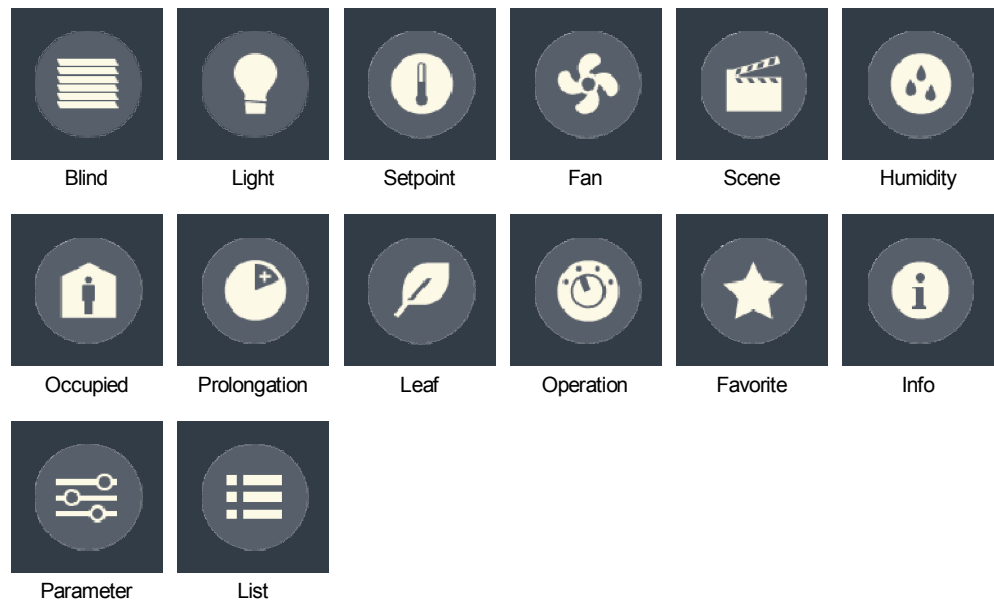 Blind Light Setpoint Fan Scene Humidity
Occupied Prolongation Leaf Operation Favorite Info
Parameter List